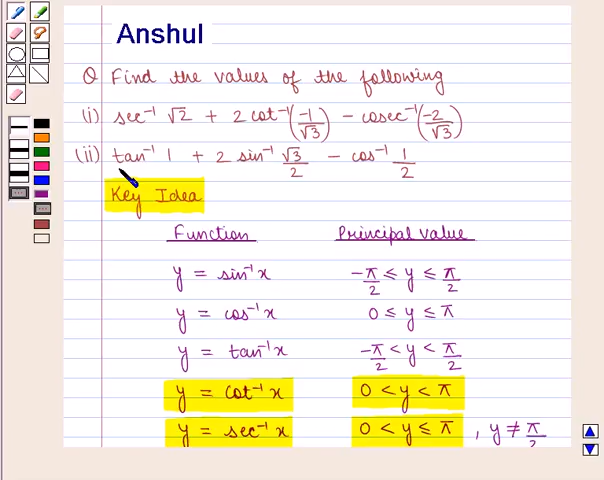 Anshul
Q Find the values of the following
(i) sec⁻¹ √2 + 2 cot⁻¹(-1/√3) - cosec⁻¹(-2/√3)
(ii) tan⁻¹ 1 + 2 sin⁻¹ √3/2 - cos⁻¹ 1/2
Key Idea
Function Principal value
y = sin⁻¹x -π/2 ≤ y ≤ π/2
y = cos⁻¹x 0 ≤ y ≤ π
y = tan⁻¹x -π/2 < y < π/2
y = cot⁻¹x 0 < y < π
y = sec⁻¹x 0 < y ≤ π , y ≠ π/2